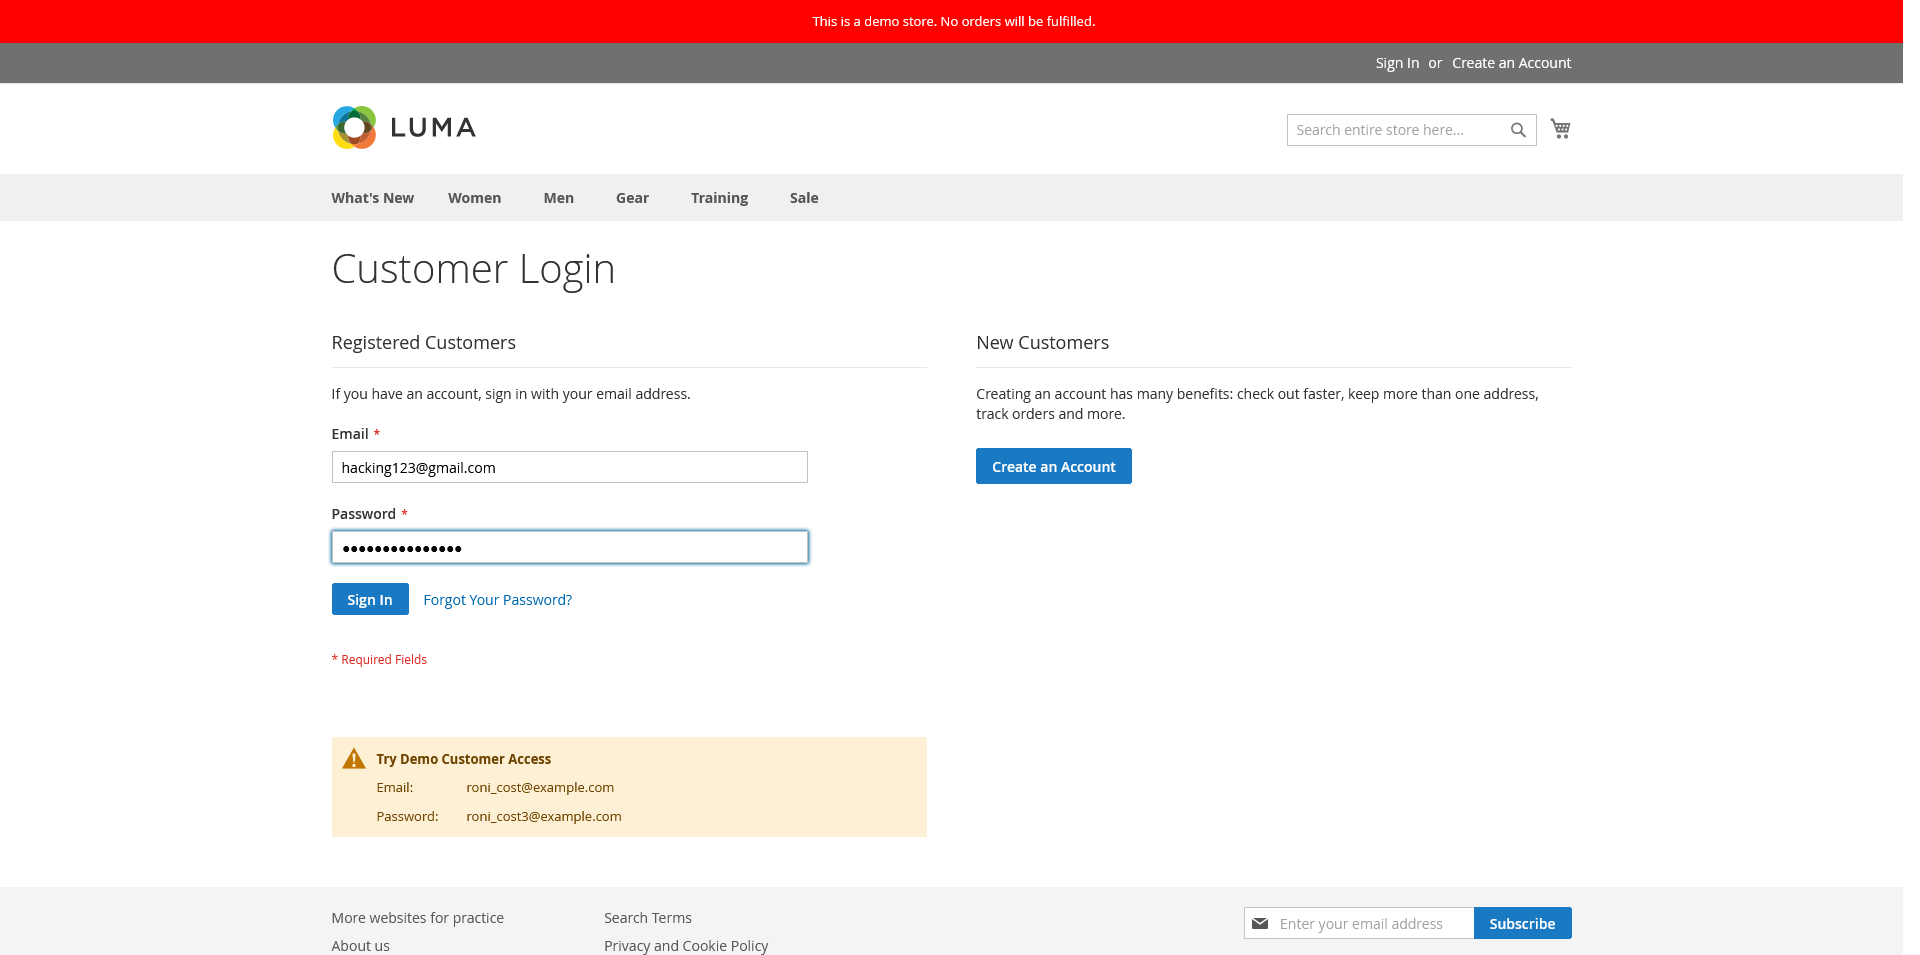 This is a demo store. No orders will be fulfilled.
Sign In or Create an Account
LUMA
Search entire store here...
What's New Women Men Gear Training Sale
Customer Login
Registered Customers
If you have an account, sign in with your email address.
Email *
hacking123@gmail.com
Password *
•••••••••••••••
Sign In Forgot Your Password?
* Required Fields
New Customers
Creating an account has many benefits: check out faster, keep more than one address,
track orders and more.
Create an Account
Try Demo Customer Access
Email: roni_cost@example.com
Password: roni_cost3@example.com
More websites for practice
About us
Search Terms
Privacy and Cookie Policy
Enter your email address Subscribe